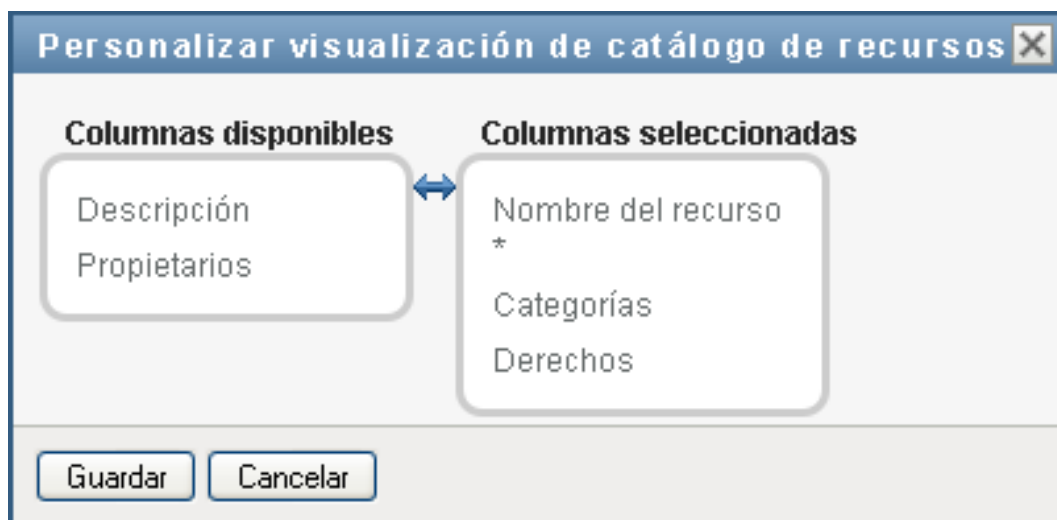 Personalizar visualización de catálogo de recursos
Columnas disponibles
Descripción
Propietarios
Columnas seleccionadas
Nombre del recurso
*
Categorías
Derechos
Guardar
Cancelar